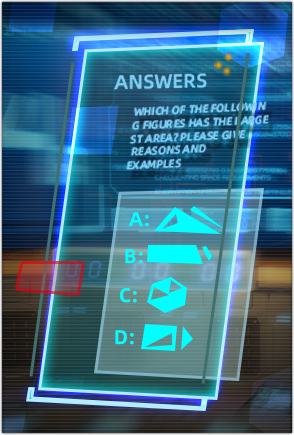 ANSWERS
WHICH OF THE FOLLOWIN
G FIGURES HAS THE LARGE
ST AREA? PLEASE GIVE
REASONS AND
EXAMPLES
A:
B:
C:
D: